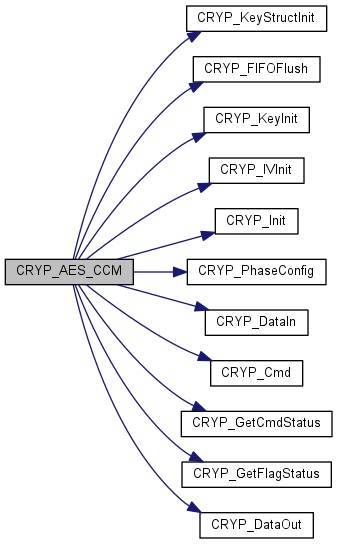 CRYP_KeyStructInit
CRYP_FIFOFlush
CRYP_KeyInit
CRYP_IVInit
CRYP_Init
CRYP_AES_CCM
CRYP_PhaseConfig
CRYP_DataIn
CRYP_Cmd
CRYP_GetCmdStatus
CRYP_GetFlagStatus
CRYP_DataOut